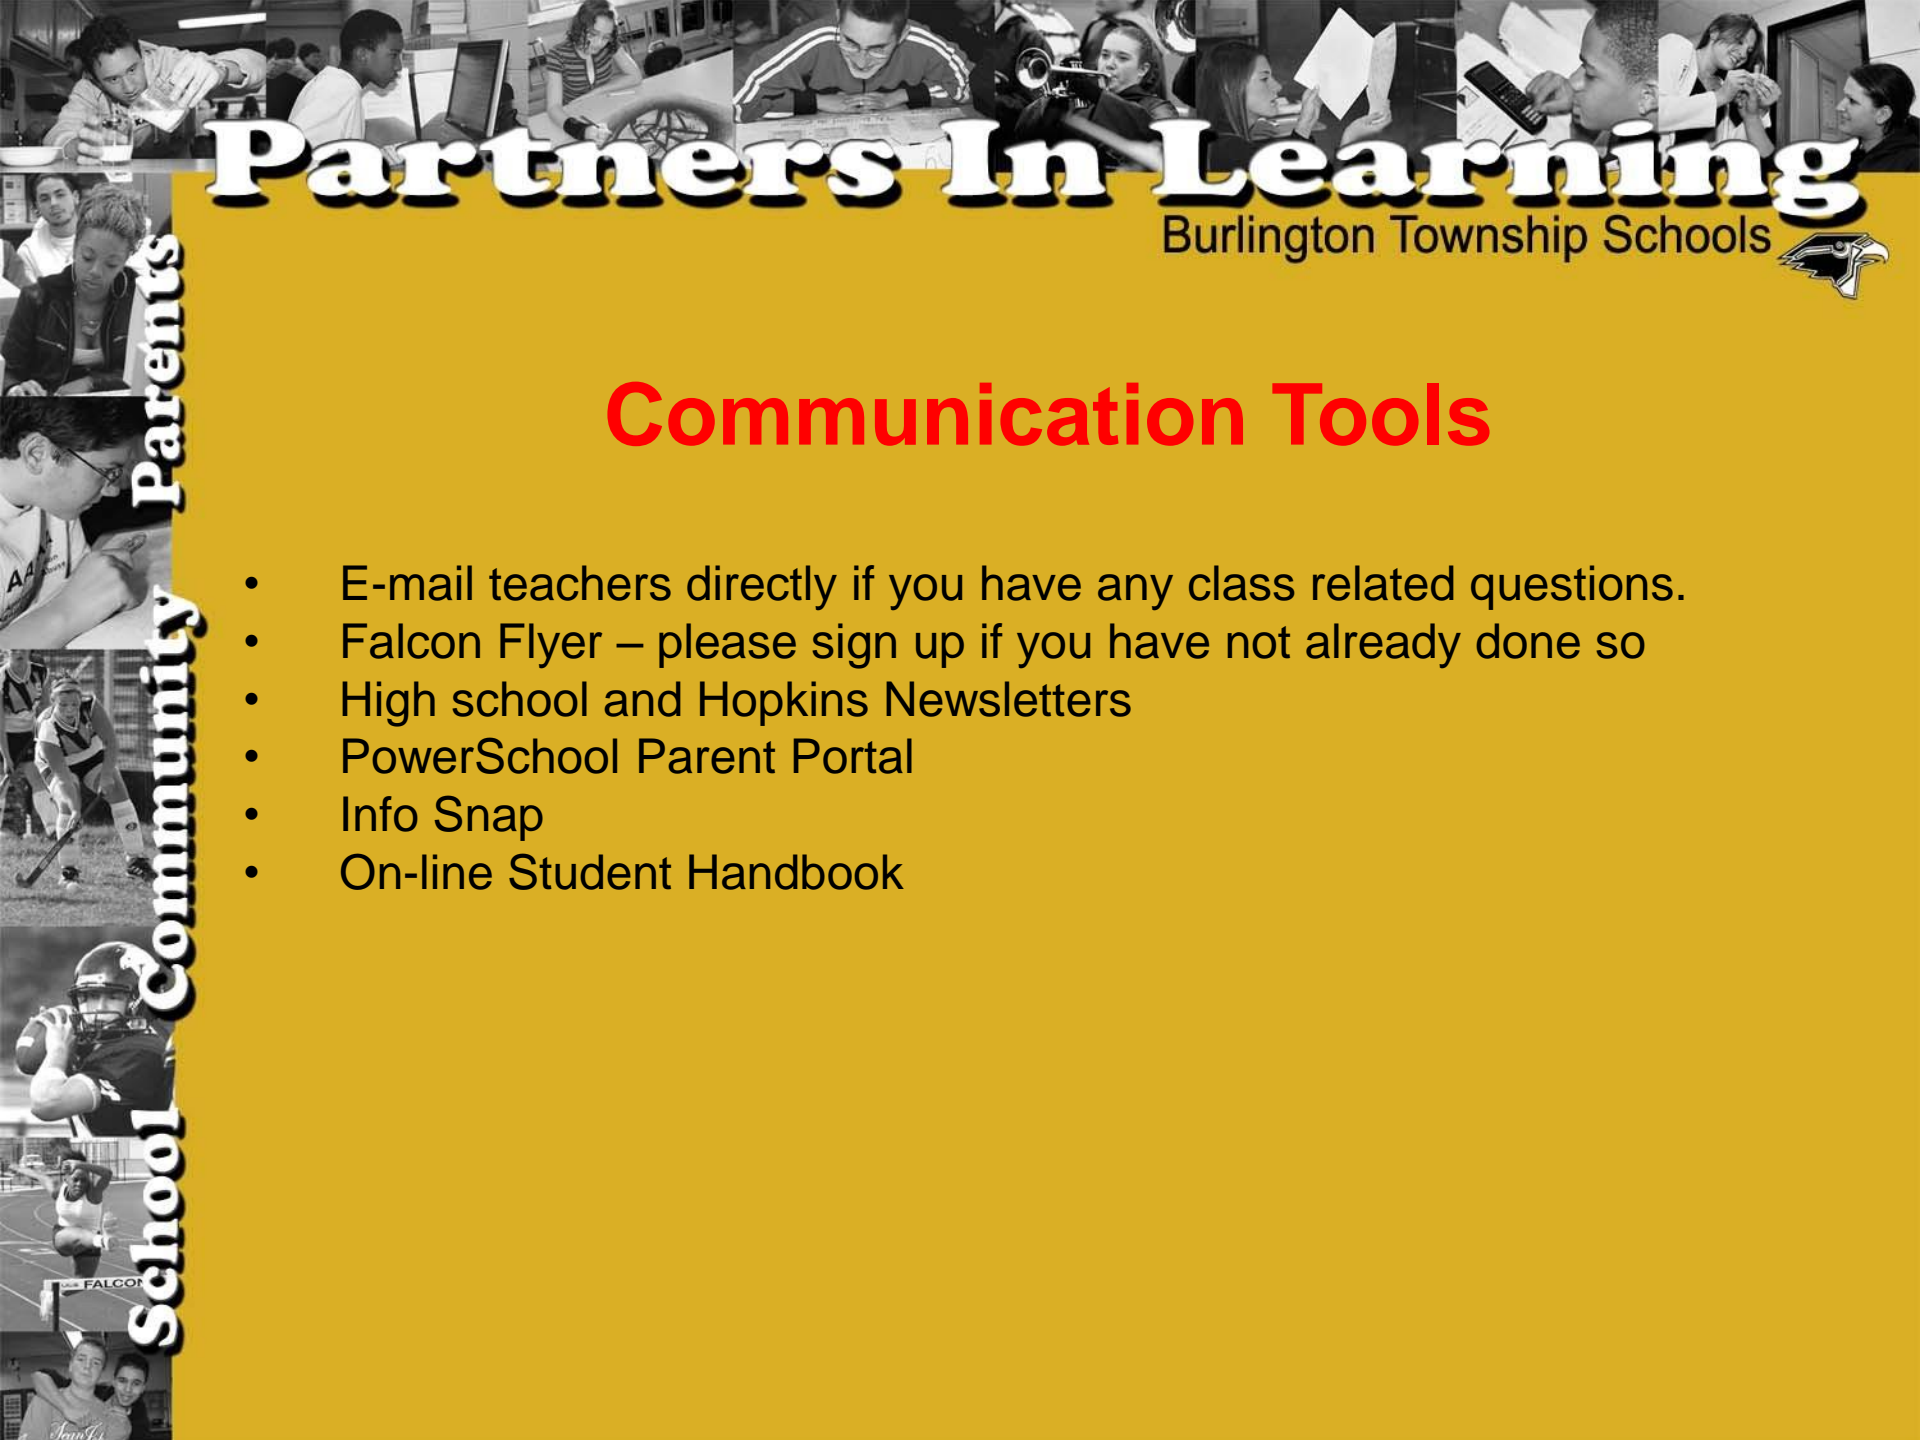 Partners In Learning
Burlington Township Schools
Parents
Community
School
Communication Tools
• E-mail teachers directly if you have any class related questions.
• Falcon Flyer – please sign up if you have not already done so
• High school and Hopkins Newsletters
• PowerSchool Parent Portal
• Info Snap
• On-line Student Handbook
FALCON